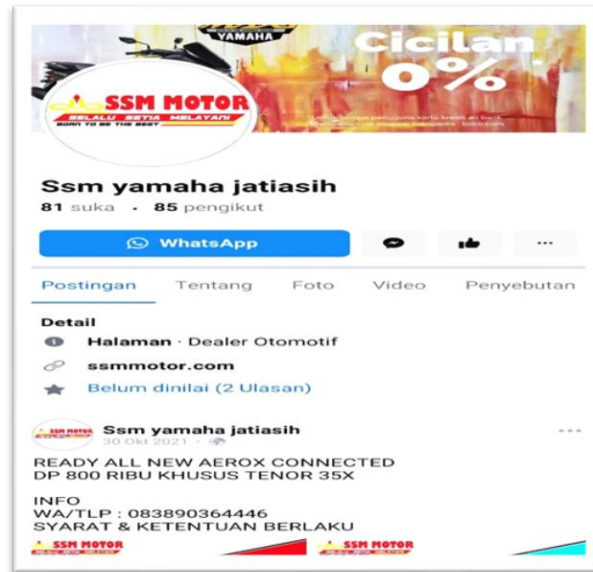 YAMAHA
Cicilan
0%
SSM MOTOR
SELALU SETIA MELAYANI
BORN TO BE THE BEST
Ssm yamaha jatiasih
81 suka · 85 pengikut
WhatsApp
Postingan Tentang Foto Video Penyebutan
Detail
Halaman · Dealer Otomotif
ssmmotor.com
Belum dinilai (2 Ulasan)
SSM MOTOR
Ssm yamaha jatiasih
30 Okt 2021
READY ALL NEW AEROX CONNECTED
DP 800 RIBU KHUSUS TENOR 35X
INFO
WA/TLP : 083890364446
SYARAT & KETENTUAN BERLAKU
SSM MOTOR SSM MOTOR